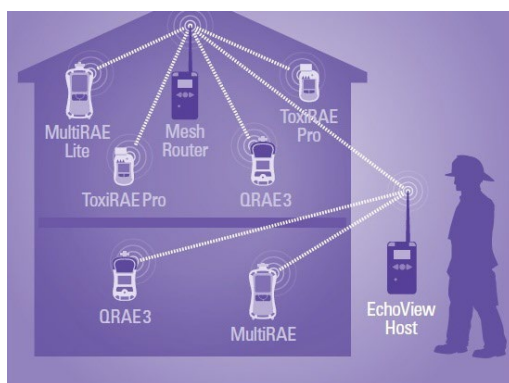 MultiRAE
Lite
Mesh
Router
ToxiRAE
Pro
ToxiRAE Pro
QRAE3
QRAE3
MultiRAE
EchoView
Host